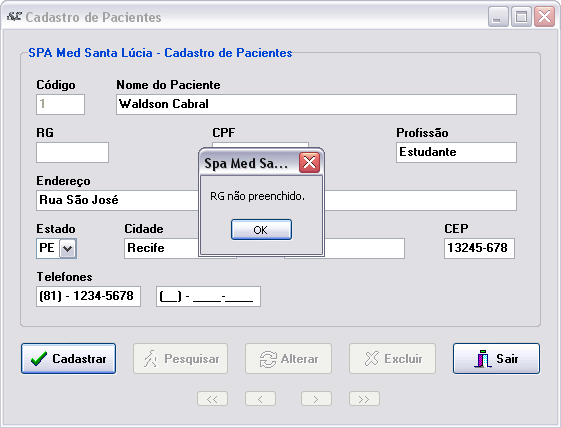 Cadastro de Pacientes
SPA Med Santa Lúcia - Cadastro de Pacientes
Código Nome do Paciente
1 Waldson Cabral
RG CPF Profissão
Estudante
Spa Med Sa...
RG não preenchido.
OK
Endereço
Rua São José
Estado Cidade CEP
PE Recife 13245-678
Telefones
(81) - 1234-5678 (__) - ____-____
Cadastrar Pesquisar Alterar Excluir Sair
<< < > >>